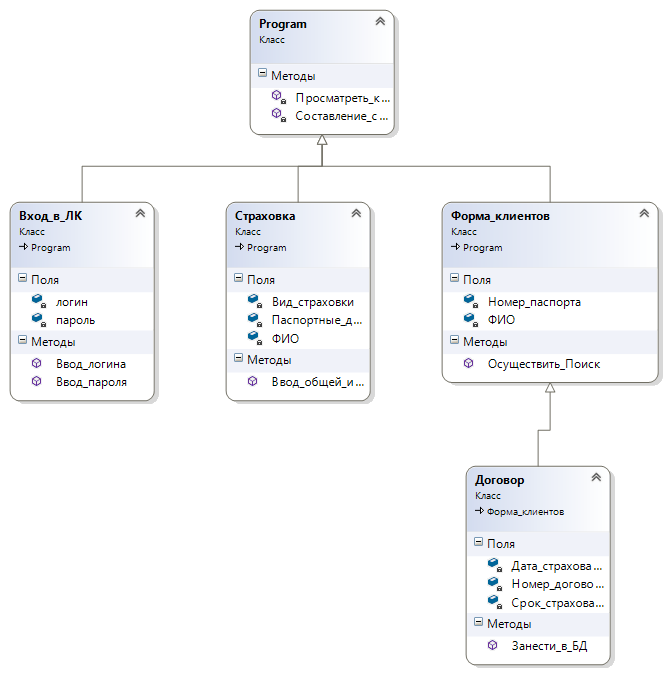 Program
Класс
Методы
Просматреть_к...
Составление_с...
Вход_в_ЛК
Класс
Program
Поля
логин
пароль
Методы
Ввод_логина
Ввод_пароля
Страховка
Класс
Program
Поля
Вид_страховки
Паспортные_д...
ФИО
Методы
Ввод_общей_и...
Форма_клиентов
Класс
Program
Поля
Номер_паспорта
ФИО
Методы
Осуществить_Поиск
Договор
Класс
Форма_клиентов
Поля
Дата_страхова...
Номер_догово...
Срок_страхова...
Методы
Занести_в_БД